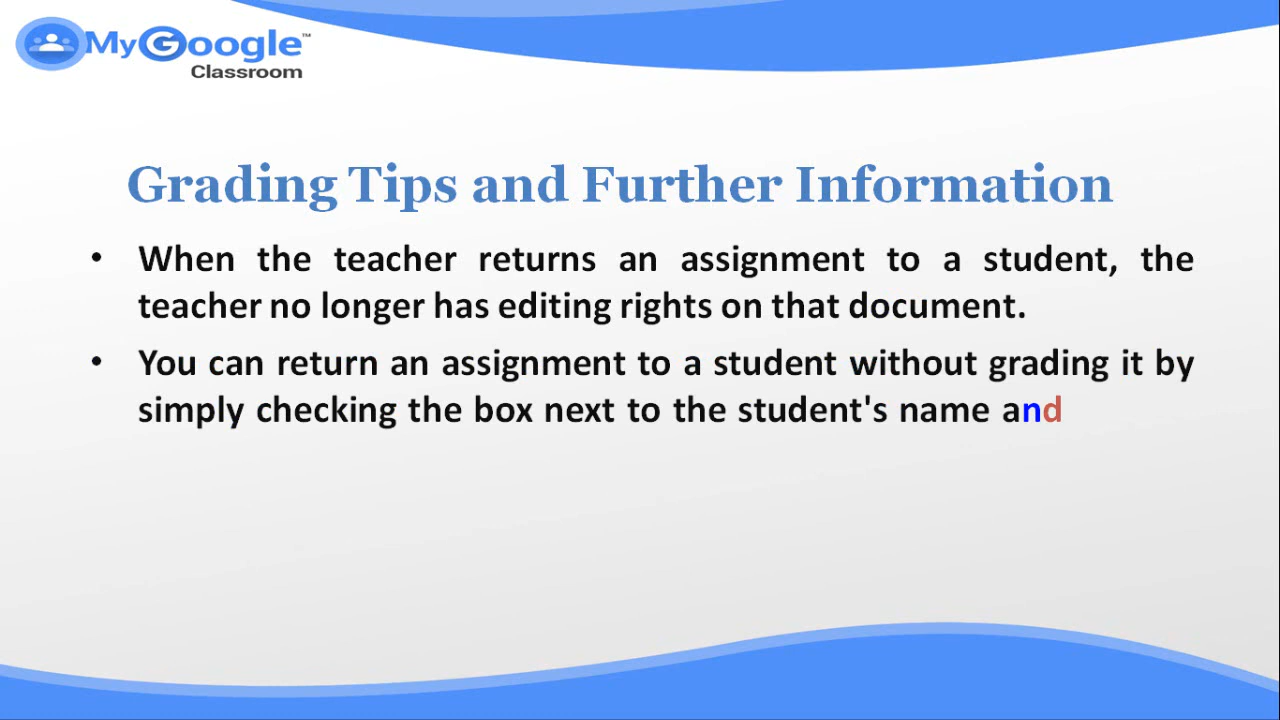 MyGoogle™
Classroom
Grading Tips and Further Information
• When the teacher returns an assignment to a student, the
teacher no longer has editing rights on that document.
• You can return an assignment to a student without grading it by
simply checking the box next to the student's name and